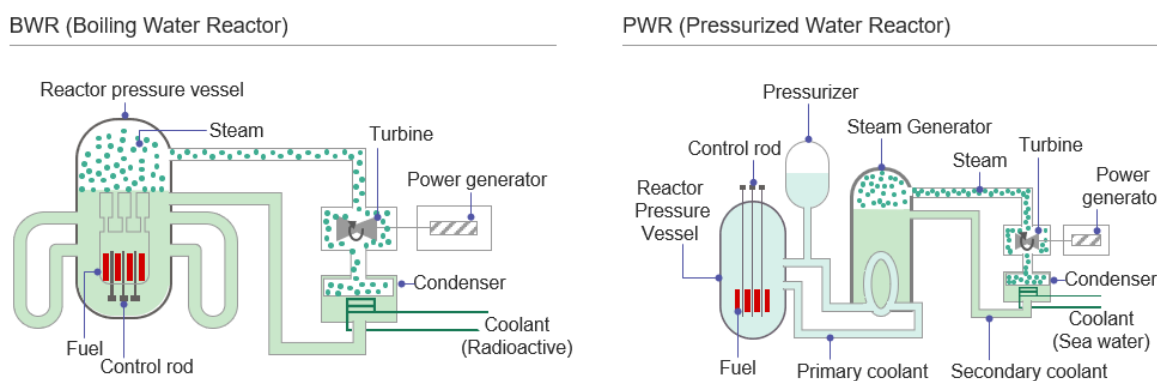 BWR (Boiling Water Reactor)
Reactor pressure vessel
Steam
Turbine
Power generator
Condenser
Coolant
(Radioactive)
Fuel
Control rod
PWR (Pressurized Water Reactor)
Pressurizer
Steam Generator
Control rod
Steam
Turbine
Reactor
Pressure
Vessel
Power
generato
Condenser
Coolant
(Sea water)
Fuel
Primary coolant
Secondary coolant